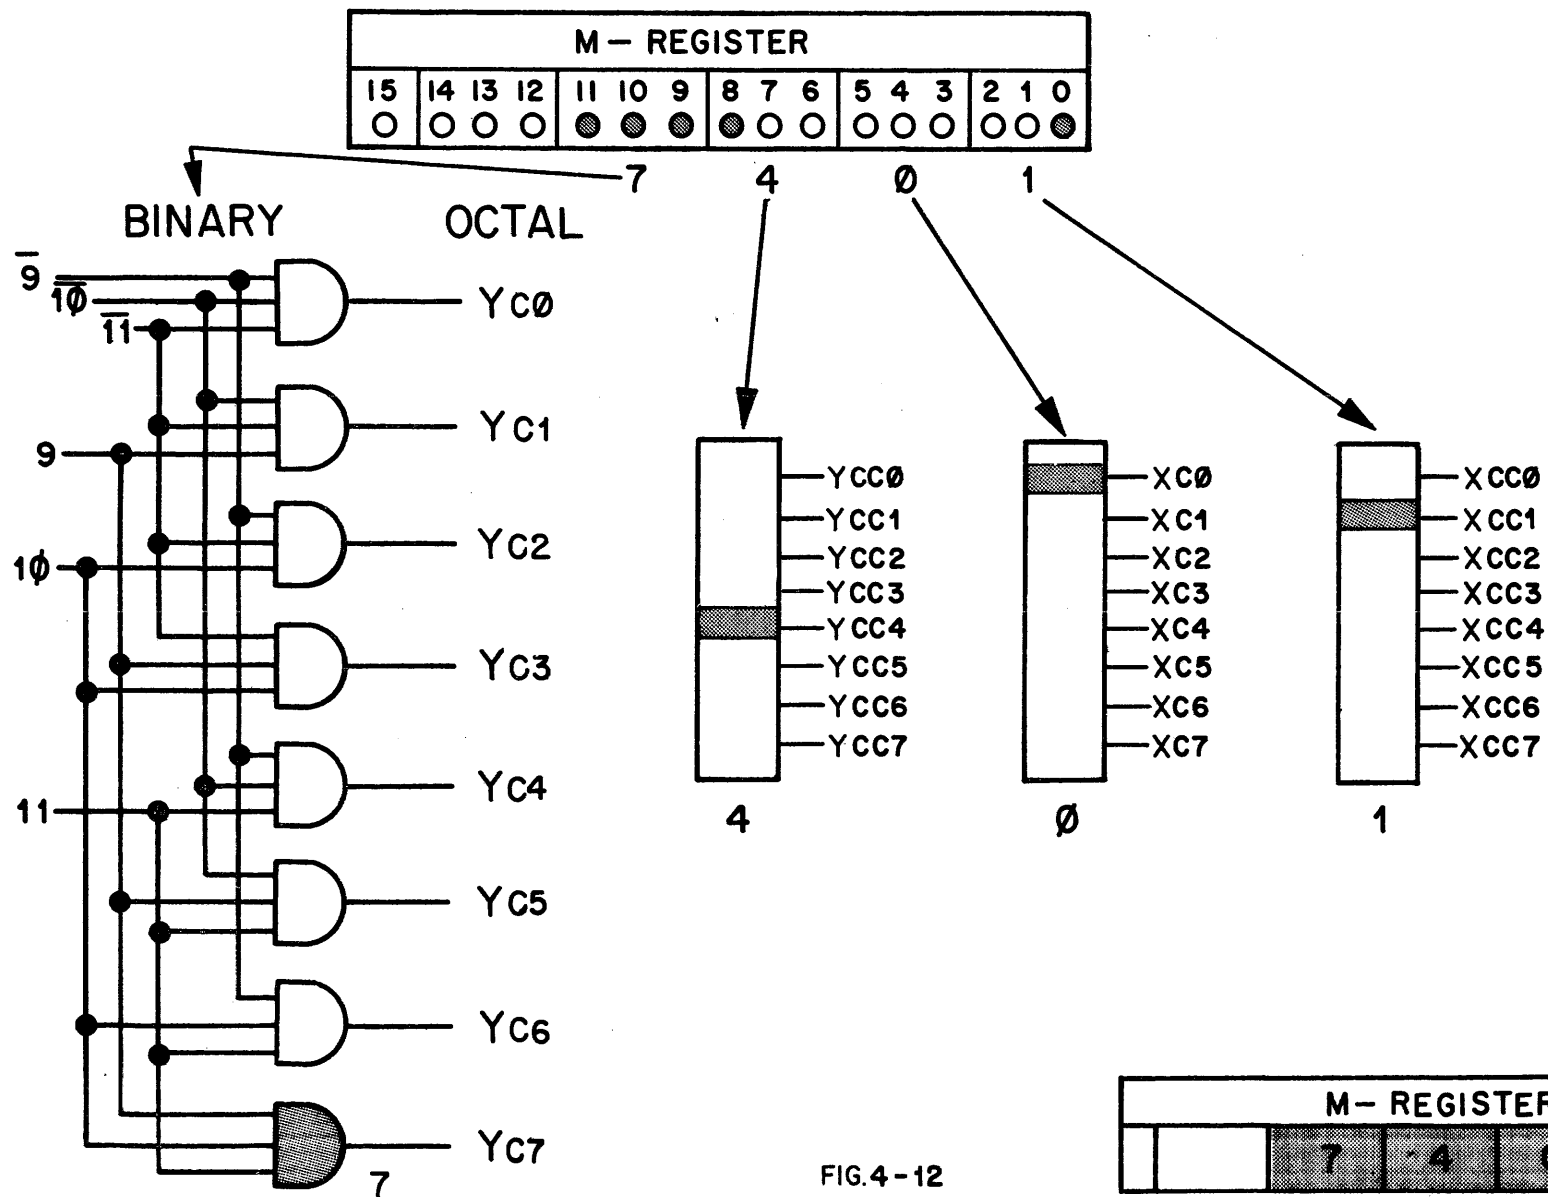 M – REGISTER
15 14 13 12 11 10 9 8 7 6 5 4 3 2 1 0
7 4 Ø 1
BINARY OCTAL
9̅
1̅Ø̅
1̅1̅
YCØ
YC1
9
YC2
1Ø
YC3
YC4
11
YC5
YC6
YC7
7
YCCØ
YCC1
YCC2
YCC3
YCC4
YCC5
YCC6
YCC7
4
XCØ
XC1
XC2
XC3
XC4
XC5
XC6
XC7
Ø
XCCØ
XCC1
XCC2
XCC3
XCC4
XCC5
XCC6
XCC7
1
FIG.4-12
M– REGISTER
7 4